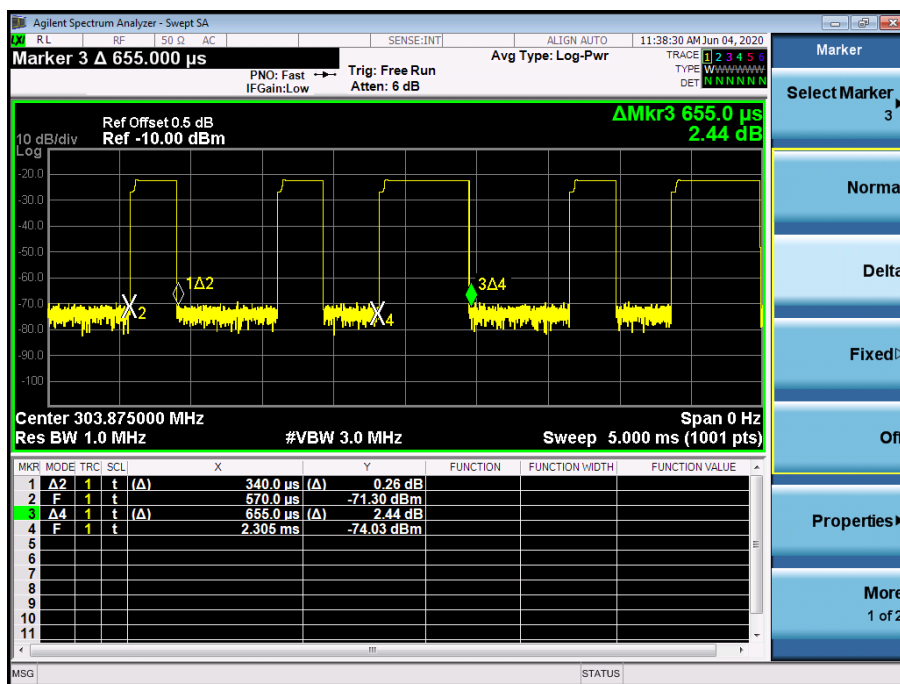 Agilent Spectrum Analyzer - Swept SA
LXI RL RF 50 Ω AC SENSE:INT ALIGN AUTO 11:38:30 AM Jun 04, 2020
Marker 3 Δ 655.000 µs
PNO: Fast
IFGain:Low
Trig: Free Run
Atten: 6 dB
Avg Type: Log-Pwr
TRACE 1 2 3 4 5 6
TYPE WWWWWW
DET N N N N N N
ΔMkr3 655.0 µs
2.44 dB
Ref Offset 0.5 dB
10 dB/div Ref -10.00 dBm
Log
-20.0
-30.0
-40.0
-50.0
-60.0
-70.0
-80.0
-90.0
-100
1Δ2
2
3Δ4
4
Center 303.875000 MHz Span 0 Hz
Res BW 1.0 MHz #VBW 3.0 MHz Sweep 5.000 ms (1001 pts)
MKR MODE TRC SCL X Y FUNCTION FUNCTION WIDTH FUNCTION VALUE
1 Δ2 1 t (Δ) 340.0 µs (Δ) 0.26 dB
2 F 1 t 570.0 µs -71.30 dBm
3 Δ4 1 t (Δ) 655.0 µs (Δ) 2.44 dB
4 F 1 t 2.305 ms -74.03 dBm
5
6
7
8
9
10
11
MSG STATUS
Marker
Select Marker
3
Norma
Delta
Fixed
Off
Properties
More
1 of 2